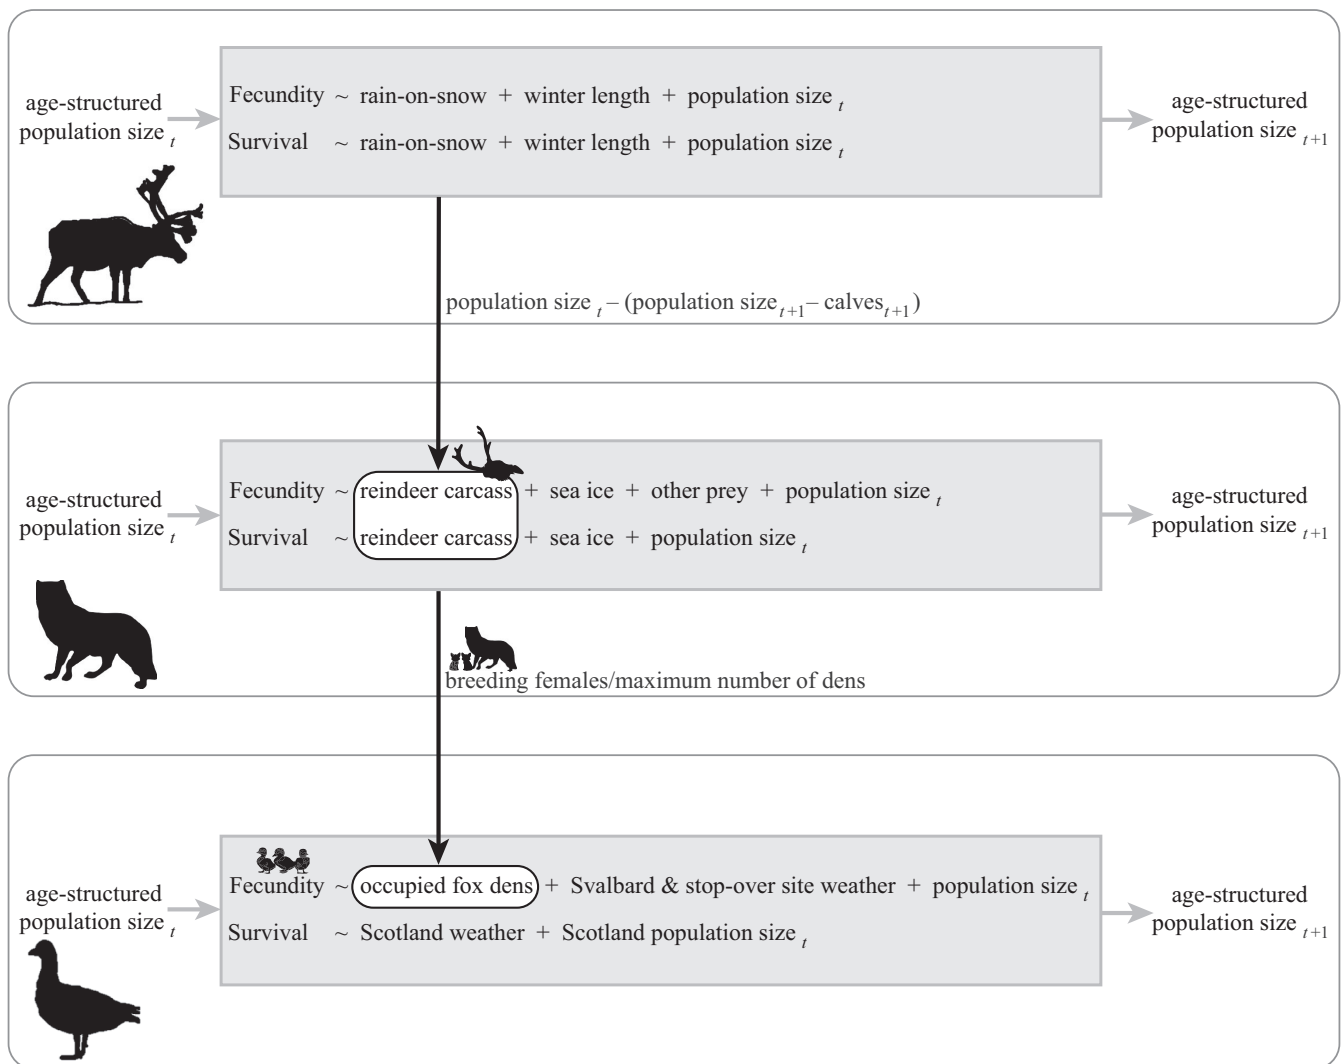 age-structured
population size t
Fecundity ~ rain-on-snow + winter length + population size t
Survival ~ rain-on-snow + winter length + population size t
age-structured
population size t+1
population size t – (population size t+1 – calves t+1)
age-structured
population size t
Fecundity ~ reindeer carcass + sea ice + other prey + population size t
Survival ~ reindeer carcass + sea ice + population size t
age-structured
population size t+1
breeding females/maximum number of dens
age-structured
population size t
Fecundity ~ occupied fox dens + Svalbard & stop-over site weather + population size t
Survival ~ Scotland weather + Scotland population size t
age-structured
population size t+1